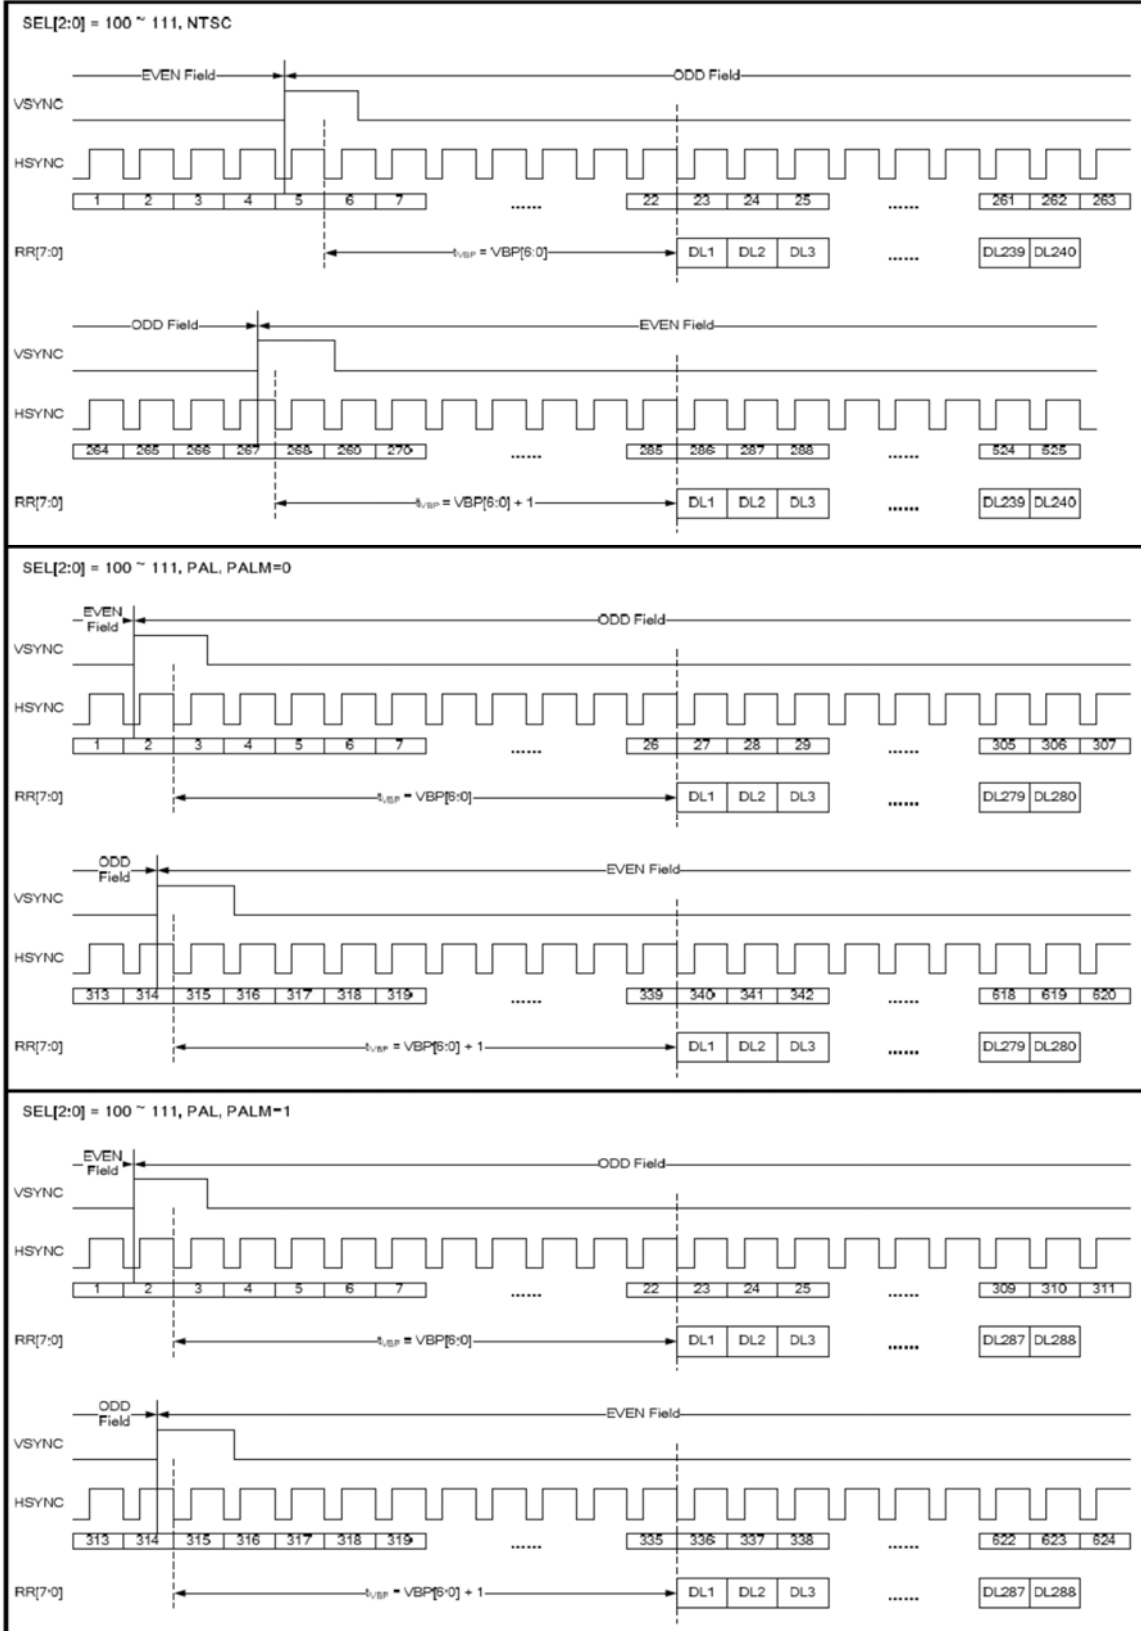 SEL[2:0] = 100 ~ 111, NTSC
EVEN Field ODD Field
VSYNC
HSYNC
1 2 3 4 5 6 7 ...... 22 23 24 25 ...... 261 262 263
RR[7:0] tVBP = VBP[6:0] DL1 DL2 DL3 ...... DL239 DL240
ODD Field EVEN Field
VSYNC
HSYNC
264 265 266 267 268 260 270 ...... 285 286 287 288 ...... 524 525
RR[7:0] tVBP = VBP[6:0] + 1 DL1 DL2 DL3 ...... DL239 DL240
SEL[2:0] = 100 ~ 111, PAL, PALM=0
EVEN
Field ODD Field
VSYNC
HSYNC
1 2 3 4 5 6 7 ...... 26 27 28 29 ...... 305 306 307
RR[7:0] tVBP = VBP[6:0] DL1 DL2 DL3 ...... DL279 DL280
ODD
Field EVEN Field
VSYNC
HSYNC
313 314 315 316 317 318 319 ...... 339 340 341 342 ...... 618 619 620
RR[7:0] tVBP = VBP[6:0] + 1 DL1 DL2 DL3 ...... DL279 DL280
SEL[2:0] = 100 ~ 111, PAL, PALM=1
EVEN
Field ODD Field
VSYNC
HSYNC
1 2 3 4 5 6 7 ...... 22 23 24 25 ...... 309 310 311
RR[7:0] tVBP = VBP[6:0] DL1 DL2 DL3 ...... DL287 DL288
ODD
Field EVEN Field
VSYNC
HSYNC
313 314 315 316 317 318 319 ...... 335 336 337 338 ...... 622 623 624
RR[7:0] tVBP = VBP[6:0] + 1 DL1 DL2 DL3 ...... DL287 DL288